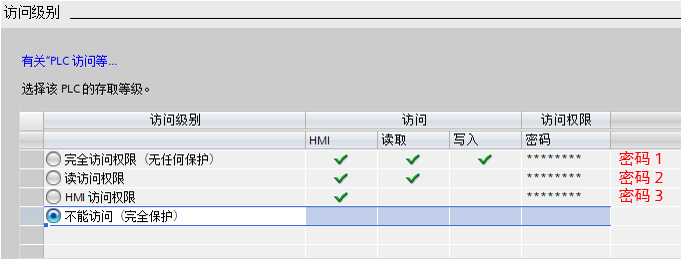 访问级别
有关"PLC 访问等...
选择该 PLC 的存取等级。
访问级别 访问 访问权限
HMI 读取 写入 密码
完全访问权限（无任何保护） ******** 密码 1
读访问权限 ******** 密码 2
HMI 访问权限 ******** 密码 3
不能访问（完全保护）